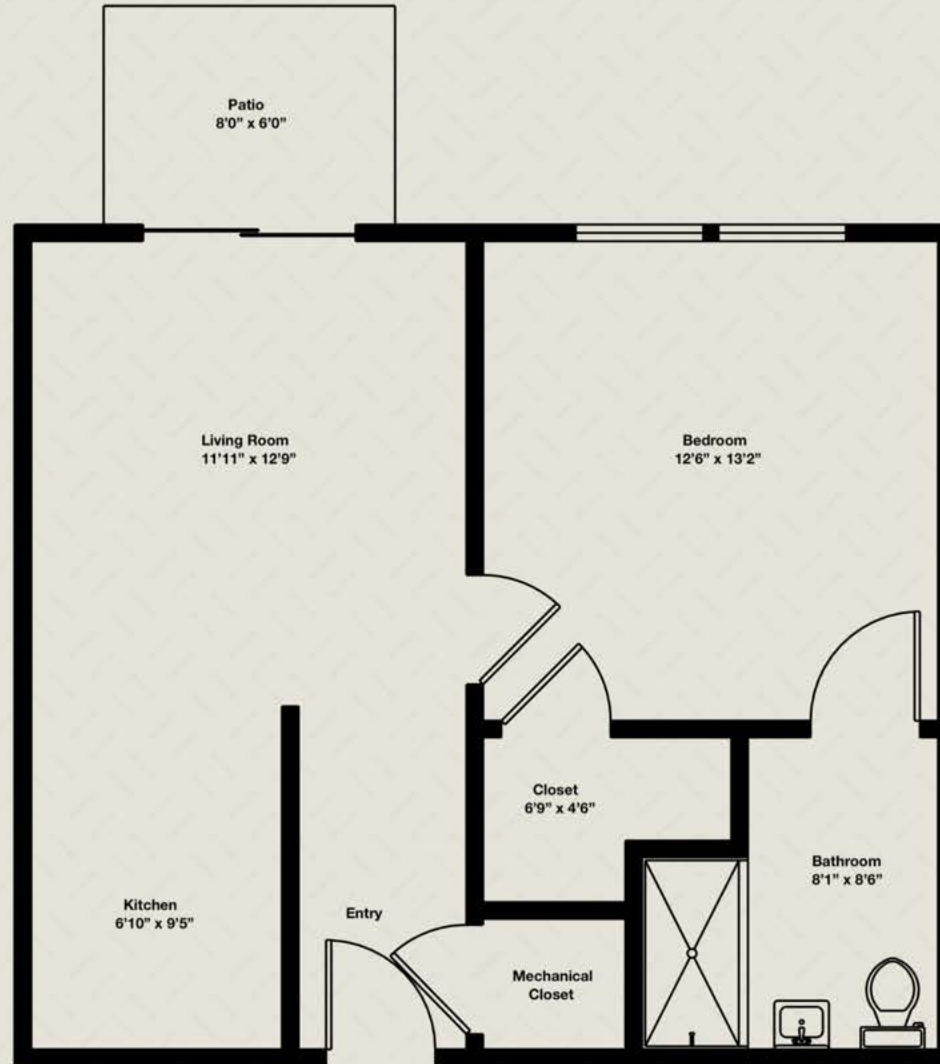 Patio
8'0” x 6'0”
Living Room
11'11” x 12'9”
Bedroom
12'6” x 13'2”
Closet
6'9” x 4'6”
Bathroom
8'1” x 8'6”
Kitchen
6'10” x 9'5”
Entry
Mechanical
Closet